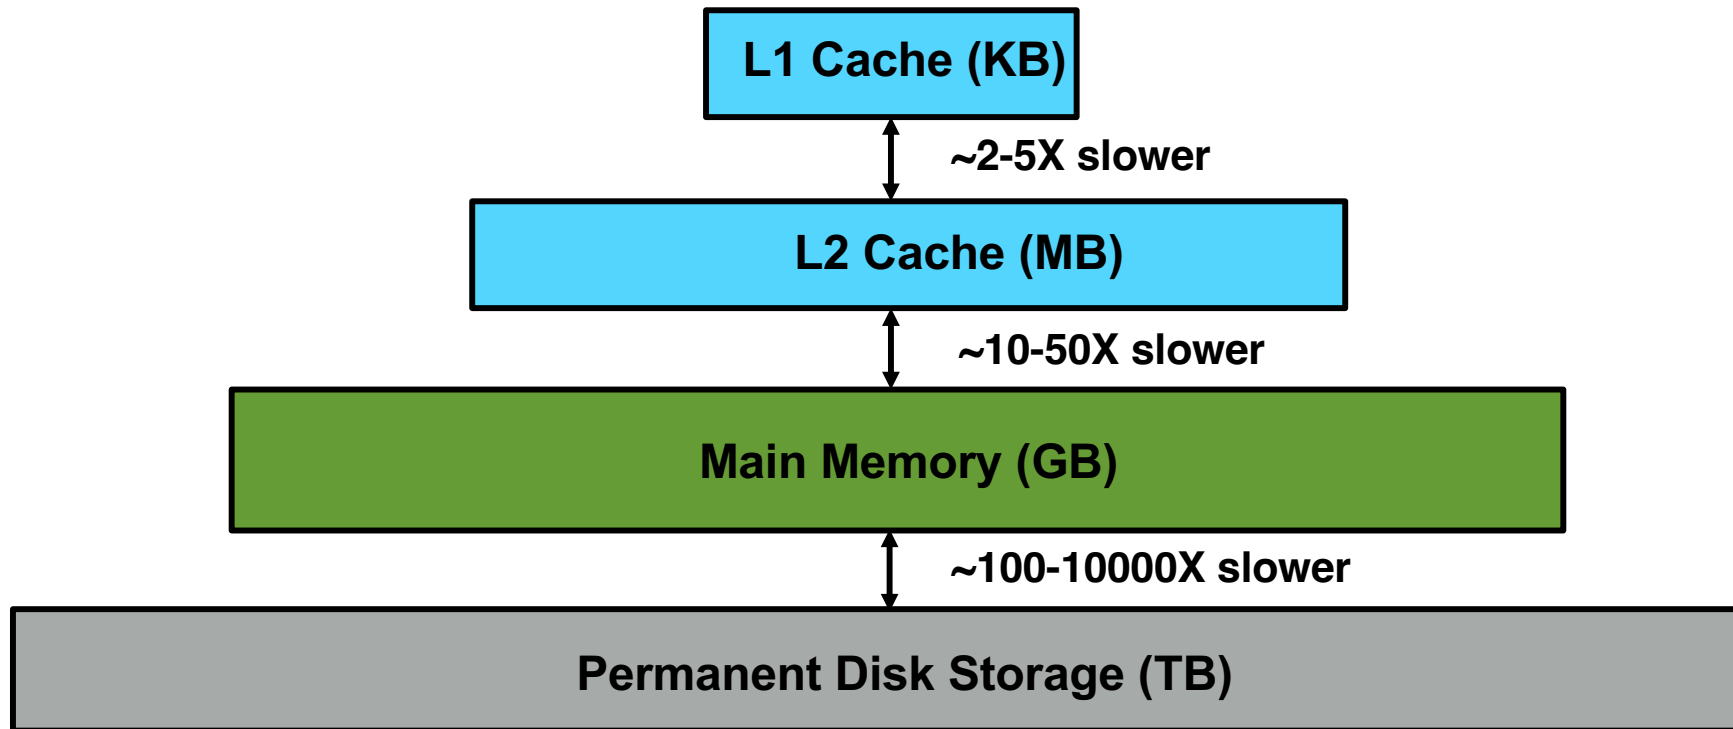 L1 Cache (KB)
~2-5X slower
L2 Cache (MB)
~10-50X slower
Main Memory (GB)
~100-10000X slower
Permanent Disk Storage (TB)